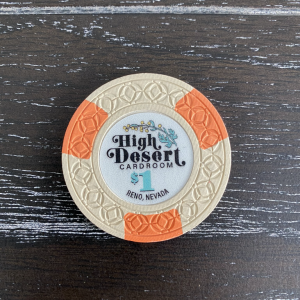 High
Desert
CARDROOM
$1
RENO, NEVADA